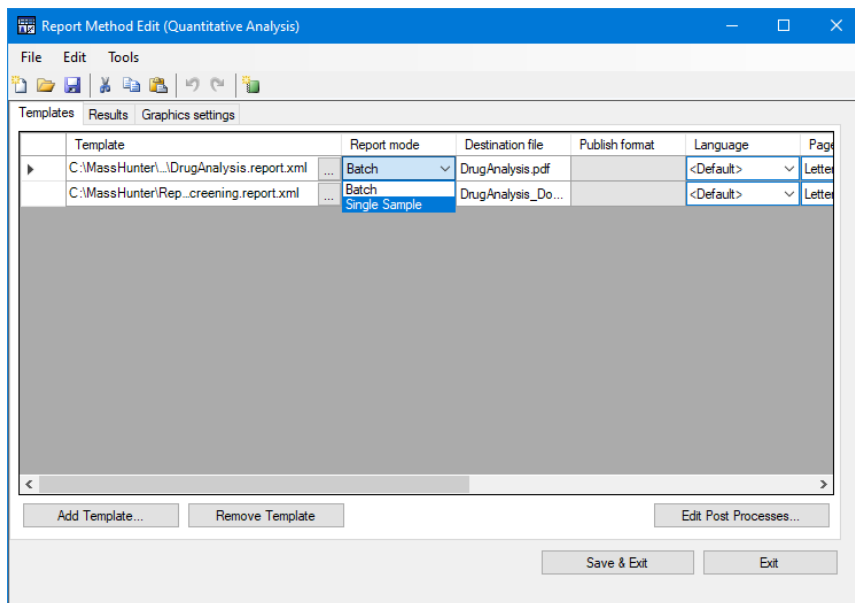 Report Method Edit (Quantitative Analysis)
File Edit Tools
Templates Results Graphics settings
Template Report mode Destination file Publish format Language Page
C:\MassHunter\...\DrugAnalysis.report.xml ... Batch DrugAnalysis.pdf <Default> Letter
Batch
C:\MassHunter\Rep...creening.report.xml ... DrugAnalysis_Do... <Default> Letter
Single Sample
Add Template... Remove Template Edit Post Processes...
Save & Exit Exit